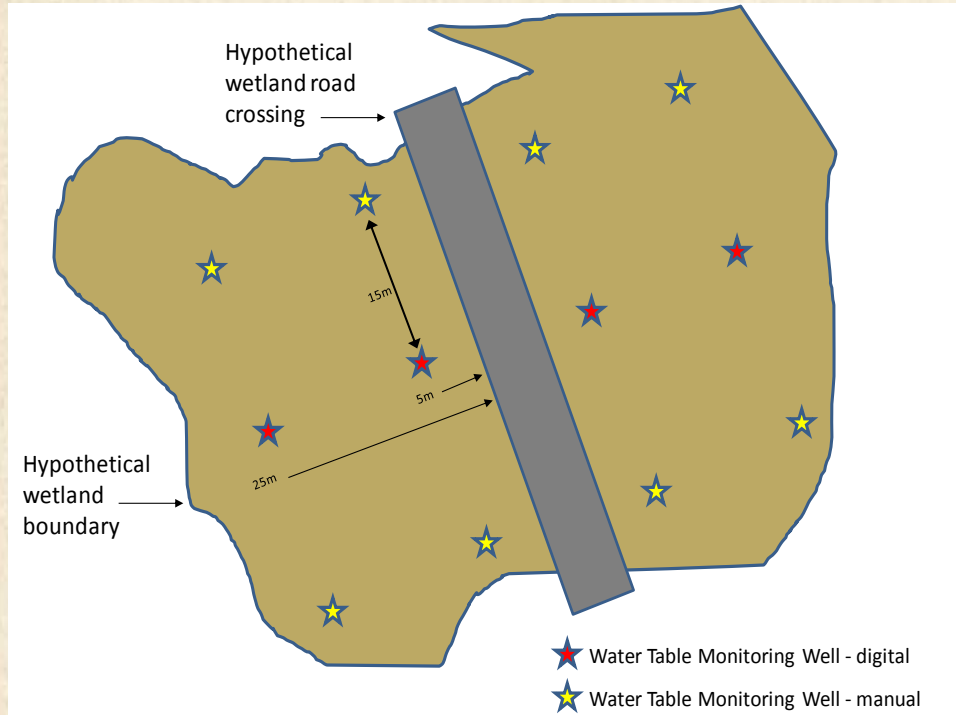 Hypothetical
wetland road
crossing
15m
5m
25m
Hypothetical
wetland
boundary
Water Table Monitoring Well - digital
Water Table Monitoring Well - manual